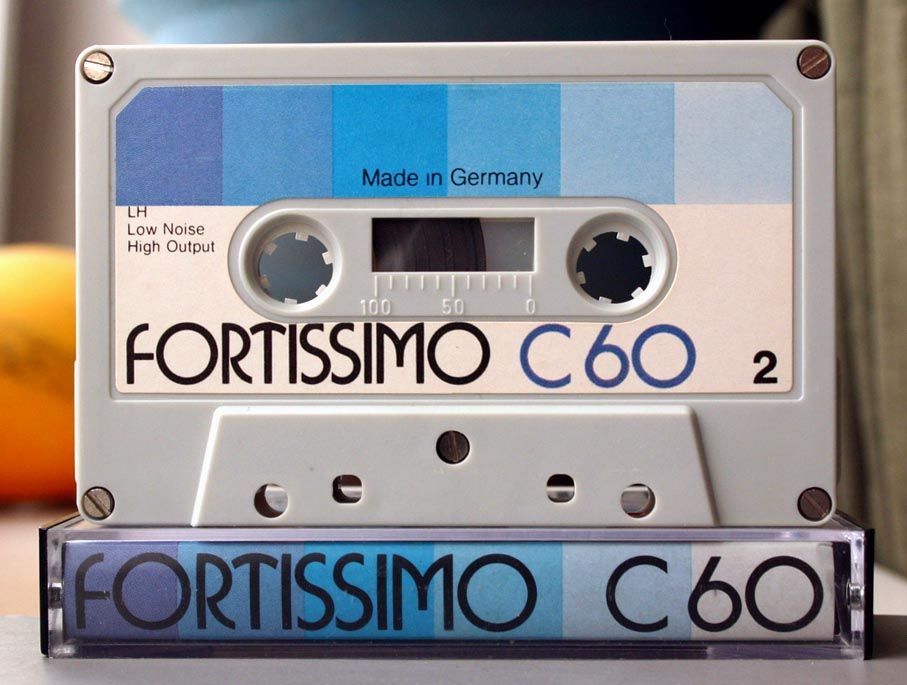 Made in Germany
LH
Low Noise
High Output
100 50 0
FORTISSIMO C60
2
FORTISSIMO C60